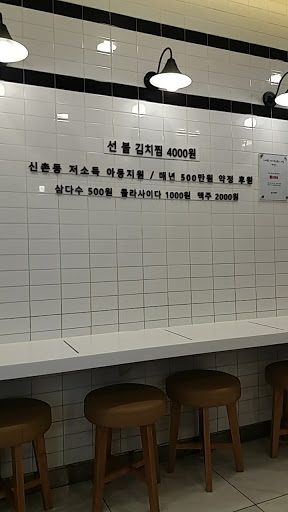 선 불 김치찜 4000원
신촌동 저소득 아동지원 / 매년 500만원 약정 후원
삼다수 500원 콜라사이다 1000원 맥주 2000원